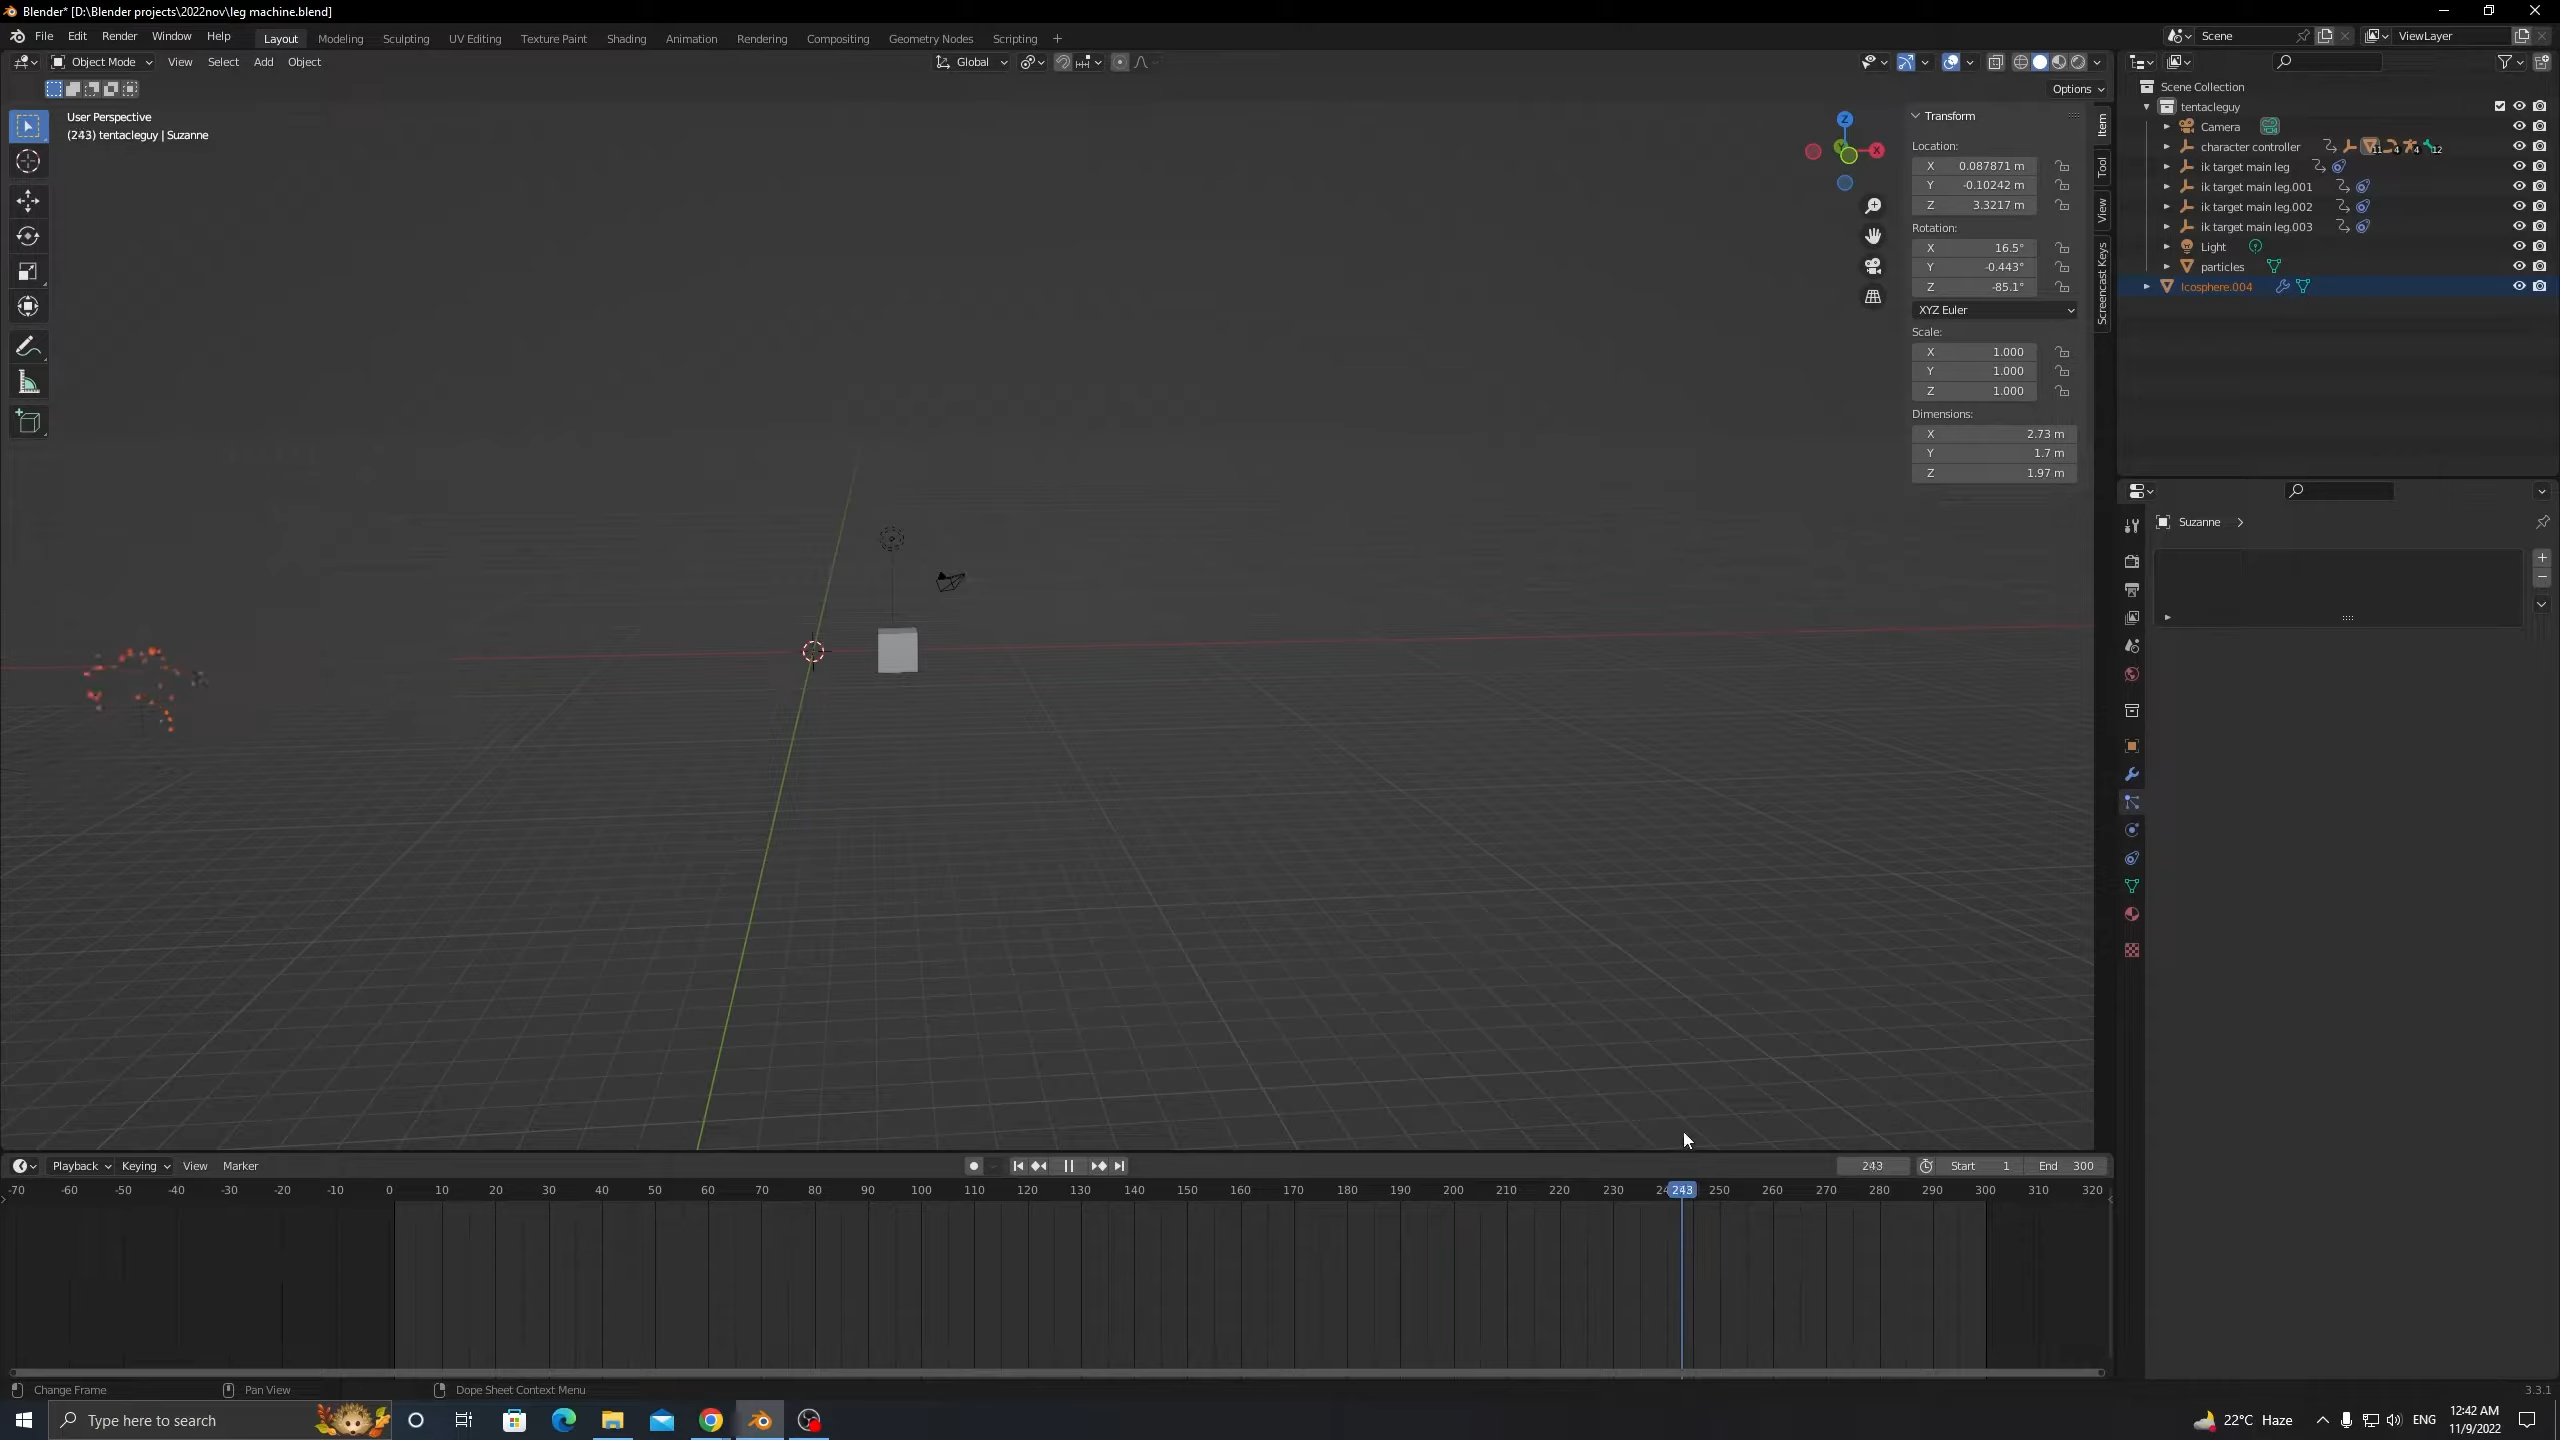 Blender* [D:\Blender projects\2022nov\leg machine.blend]
File Edit Render Window Help Layout Modeling Sculpting UV Editing Texture Paint Shading Animation Rendering Compositing Geometry Nodes Scripting + Scene ViewLayer
Object Mode View Select Add Object Global
Options
User Perspective
(243) tentacleguy | Suzanne
Z
Y
X
Transform
Location:
X 0.087871 m
Y -0.10242 m
Z 3.3217 m
Rotation:
X 16.5°
Y -0.443°
Z -85.1°
XYZ Euler
Scale:
X 1.000
Y 1.000
Z 1.000
Dimensions:
X 2.73 m
Y 1.7 m
Z 1.97 m
Item
Tool
View
Screencast Keys
Scene Collection
tentacleguy
Camera
character controller 11 4 4 12
ik target main leg
ik target main leg.001
ik target main leg.002
ik target main leg.003
Light
particles
Icosphere.004
Suzanne
Playback Keying View Marker 243 Start 1 End 300
-70 -60 -50 -40 -30 -20 -10 0 10 20 30 40 50 60 70 80 90 100 110 120 130 140 150 160 170 180 190 200 210 220 230 243 250 260 270 280 290 300 310 320
Change Frame Pan View Dope Sheet Context Menu 3.3.1
Type here to search
22°C Haze ENG
12:42 AM
11/9/2022